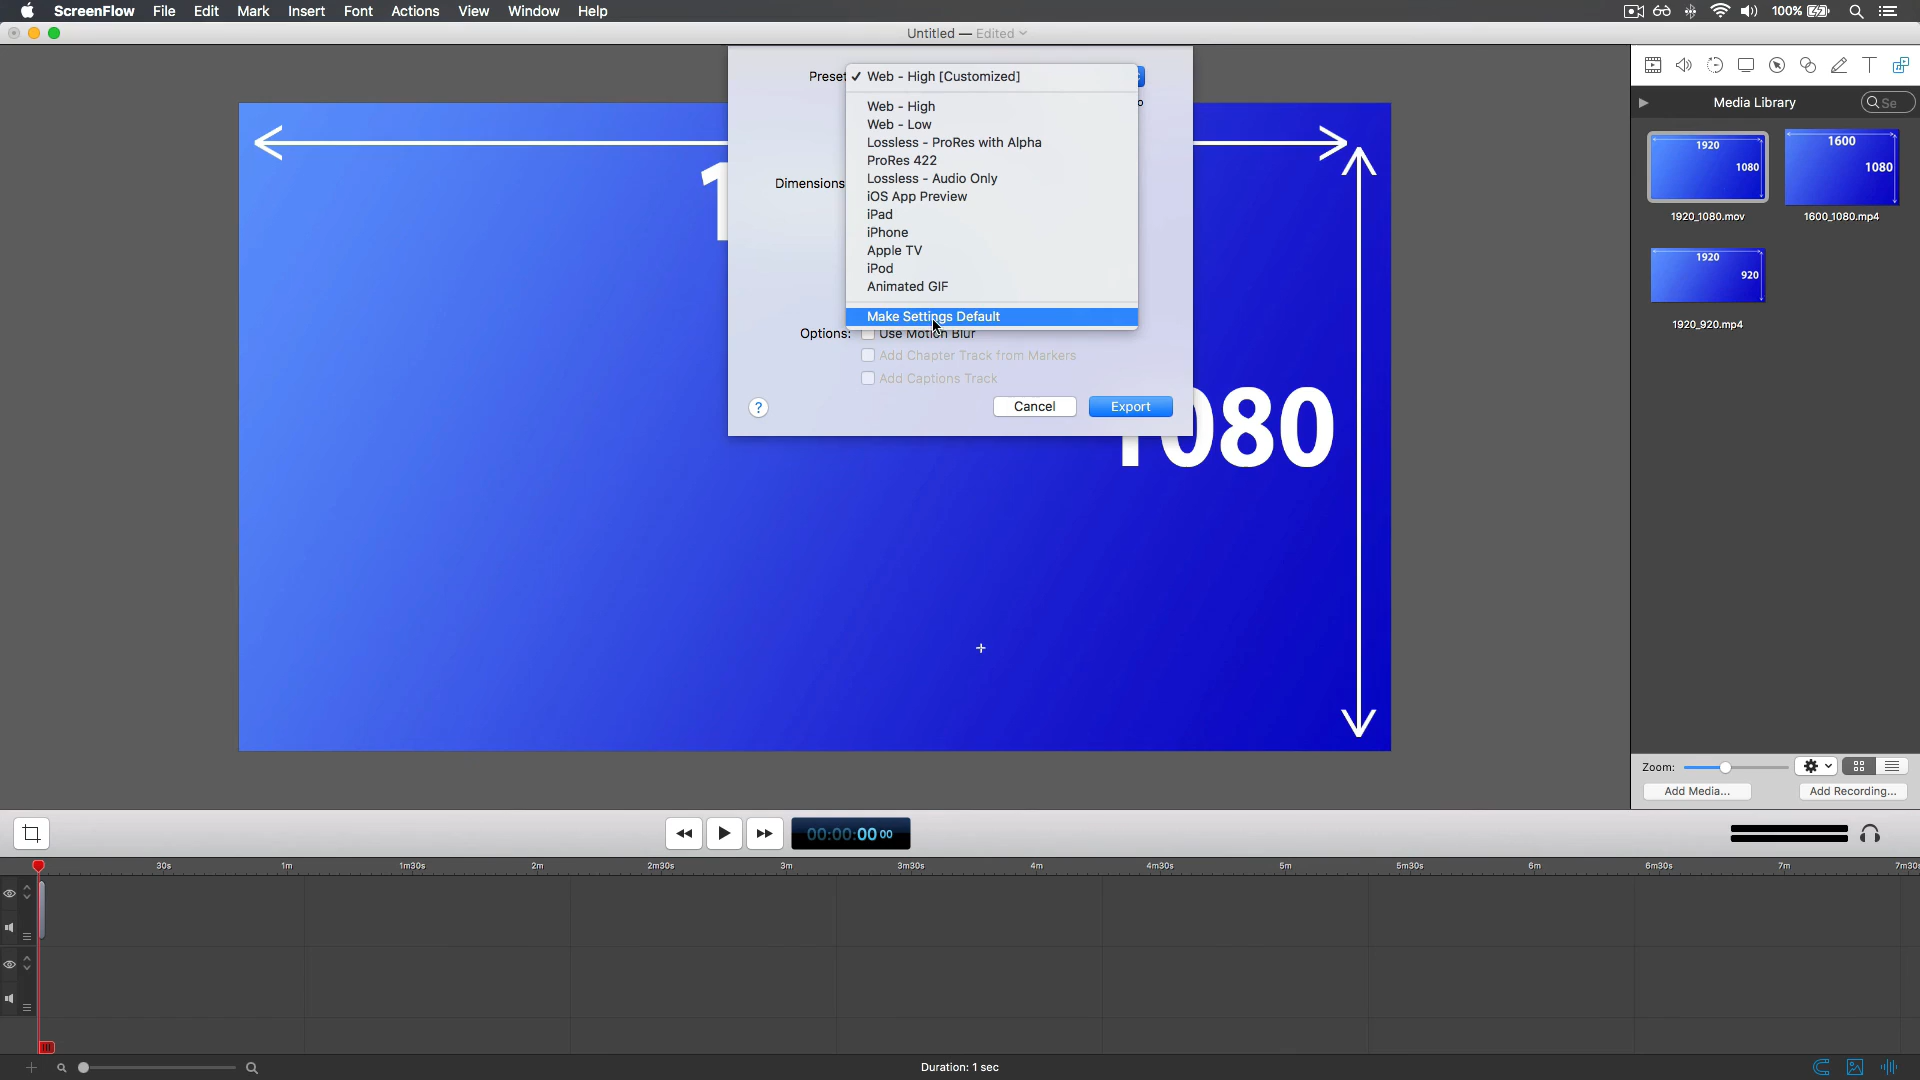 ScreenFlow File Edit Mark Insert Font Actions View Window Help
100%
Untitled — Edited
Preset
✓ Web - High [Customized]
Web - High
Web - Low
Lossless - ProRes with Alpha
ProRes 422
Lossless - Audio Only
iOS App Preview
iPad
iPhone
Apple TV
iPod
Animated GIF
Make Settings Default
Dimensions
Options: Use Motion Blur
Add Chapter Track from Markers
Add Captions Track
? Cancel Export
1080
Media Library
Se
1920
1080
1920_1080.mov
1600
1080
1600_1080.mp4
1920
920
1920_920.mp4
Zoom:
Add Media... Add Recording...
00:00:00 00
30s 1m 1m30s 2m 2m30s 3m 3m30s 4m 4m30s 5m 5m30s 6m 6m30s 7m 7m30s
Duration: 1 sec